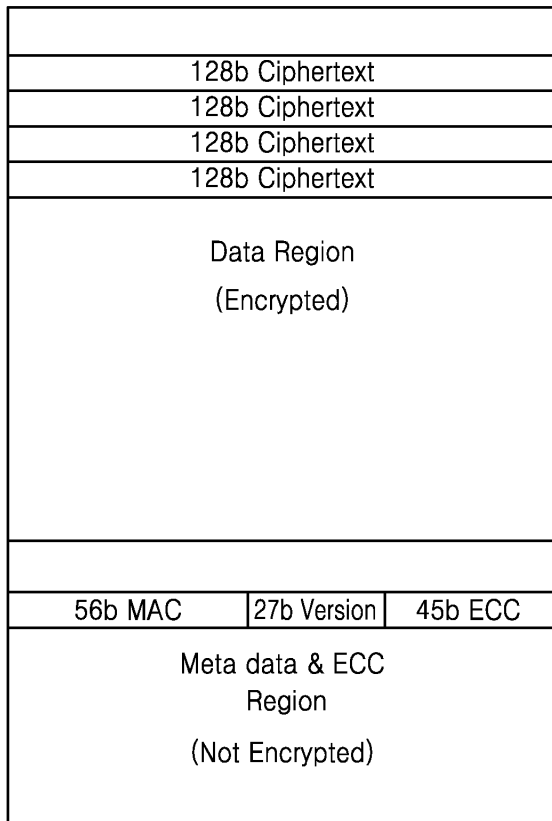 128b Ciphertext
128b Ciphertext
128b Ciphertext
128b Ciphertext
Data Region
(Encrypted)
56b MAC 27b Version 45b ECC
Meta data & ECC
Region
(Not Encrypted)